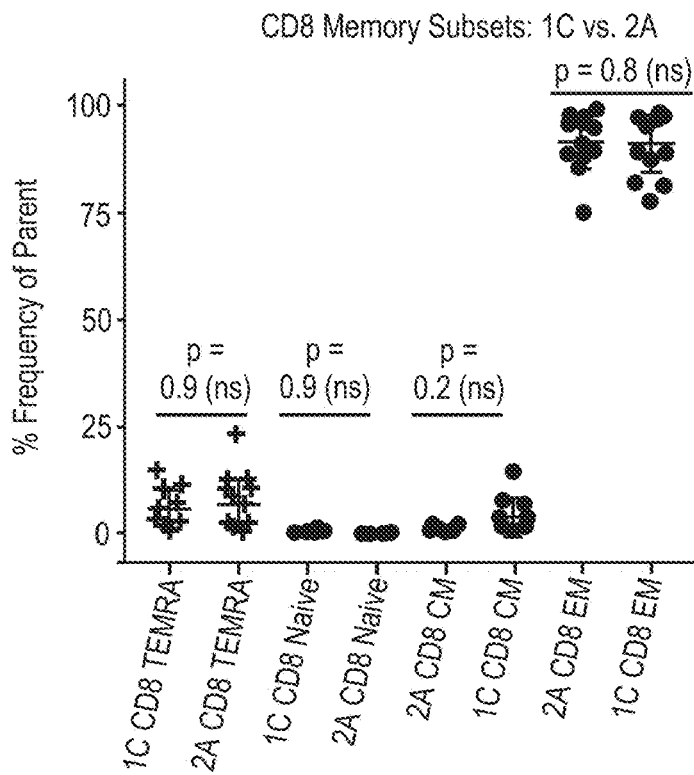 CD8 Memory Subsets: 1C vs. 2A
p = 0.8 (ns)
% Frequency of Parent
100
75
50
25
0
p =
0.9 (ns)
p =
0.9 (ns)
p =
0.2 (ns)
1C CD8 TEMRA
2A CD8 TEMRA
1C CD8 Naive
2A CD8 Naive
2A CD8 CM
1C CD8 CM
2A CD8 EM
1C CD8 EM